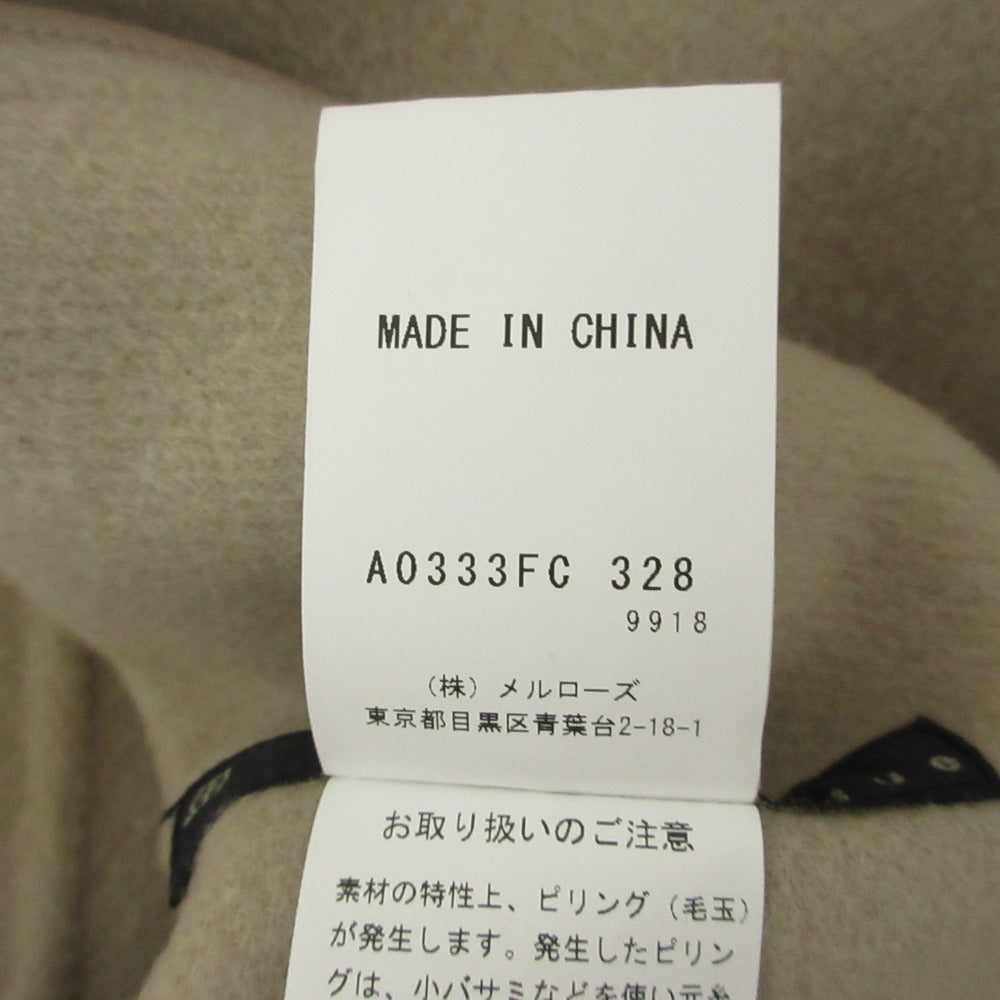 MADE IN CHINA
A0333FC 328
9918
（株）メルローズ
東京都目黒区青葉台2-18-1
お取り扱いのご注意
素材の特性上、ピリング（毛玉）
が発生します。発生したピリン
グは、小バサミなどを使い元糸